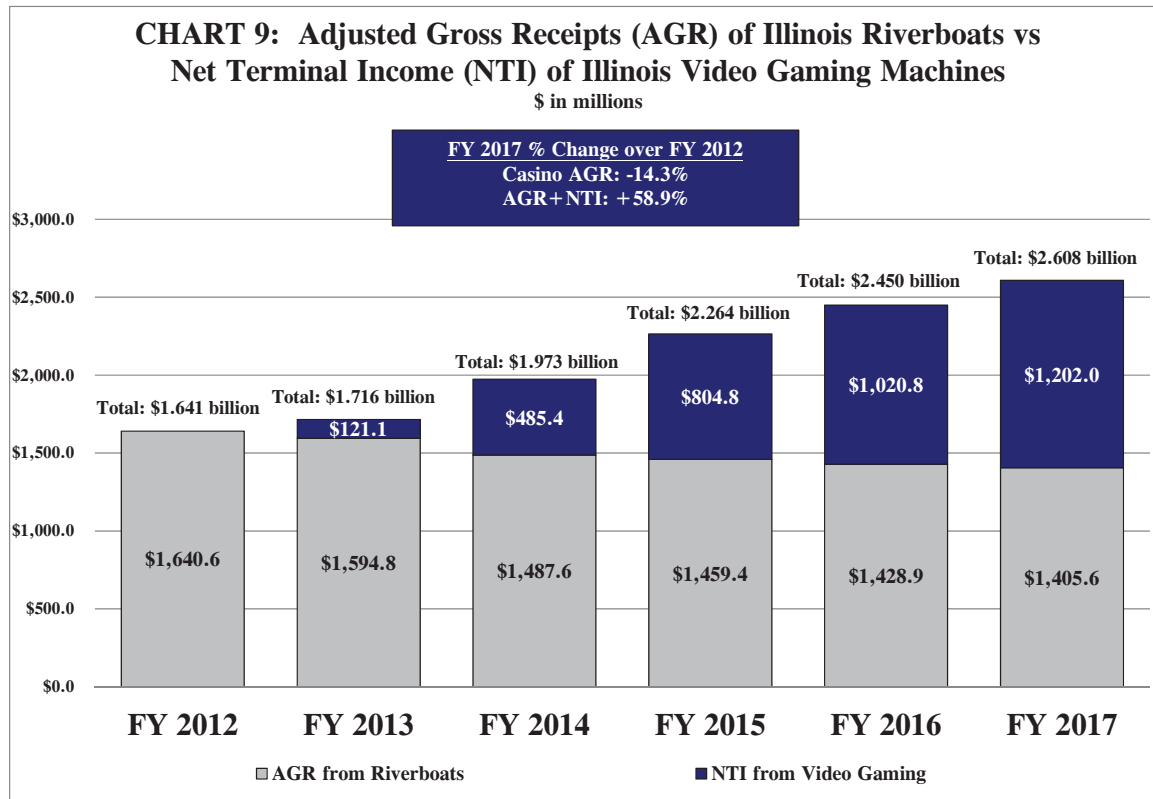 CHART 9: Adjusted Gross Receipts (AGR) of Illinois Riverboats vs
Net Terminal Income (NTI) of Illinois Video Gaming Machines
$ in millions
FY 2017 % Change over FY 2012
Casino AGR: -14.3%
AGR+NTI: +58.9%
$3,000.0
$2,500.0
$2,000.0
$1,500.0
$1,000.0
$500.0
$0.0
Total: $1.641 billion
$1,640.6
Total: $1.716 billion
$121.1
$1,594.8
Total: $1.973 billion
$485.4
$1,487.6
Total: $2.264 billion
$804.8
$1,459.4
Total: $2.450 billion
$1,020.8
$1,428.9
Total: $2.608 billion
$1,202.0
$1,405.6
FY 2012 FY 2013 FY 2014 FY 2015 FY 2016 FY 2017
AGR from Riverboats NTI from Video Gaming